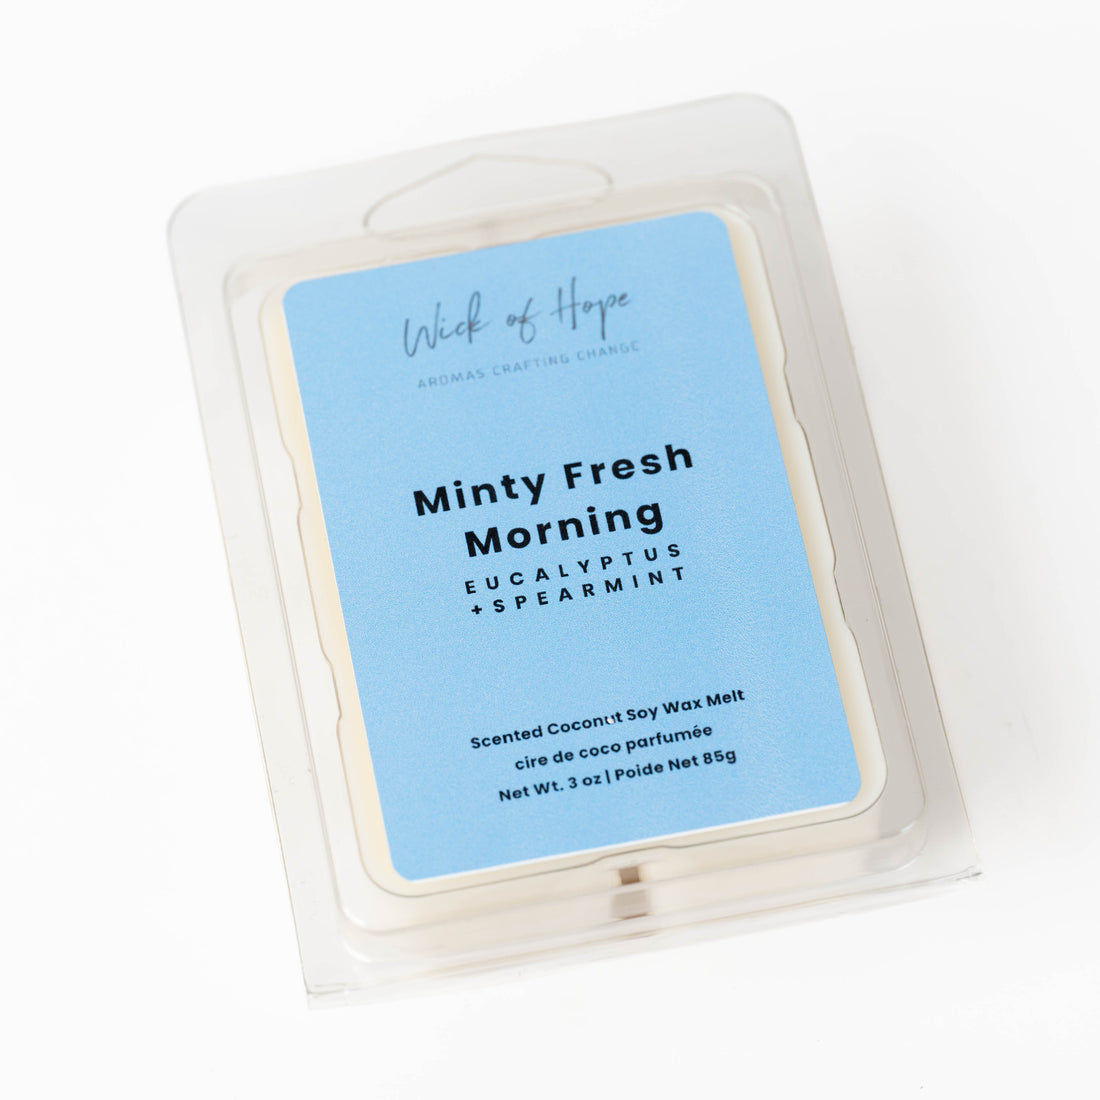 Wick of Hope
AROMAS CRAFTING CHANGE
Minty Fresh
Morning
EUCALYPTUS
+SPEARMINT
Scented Coconut Soy Wax Melt
cire de coco parfumée
Net Wt. 3 oz | Poide Net 85g